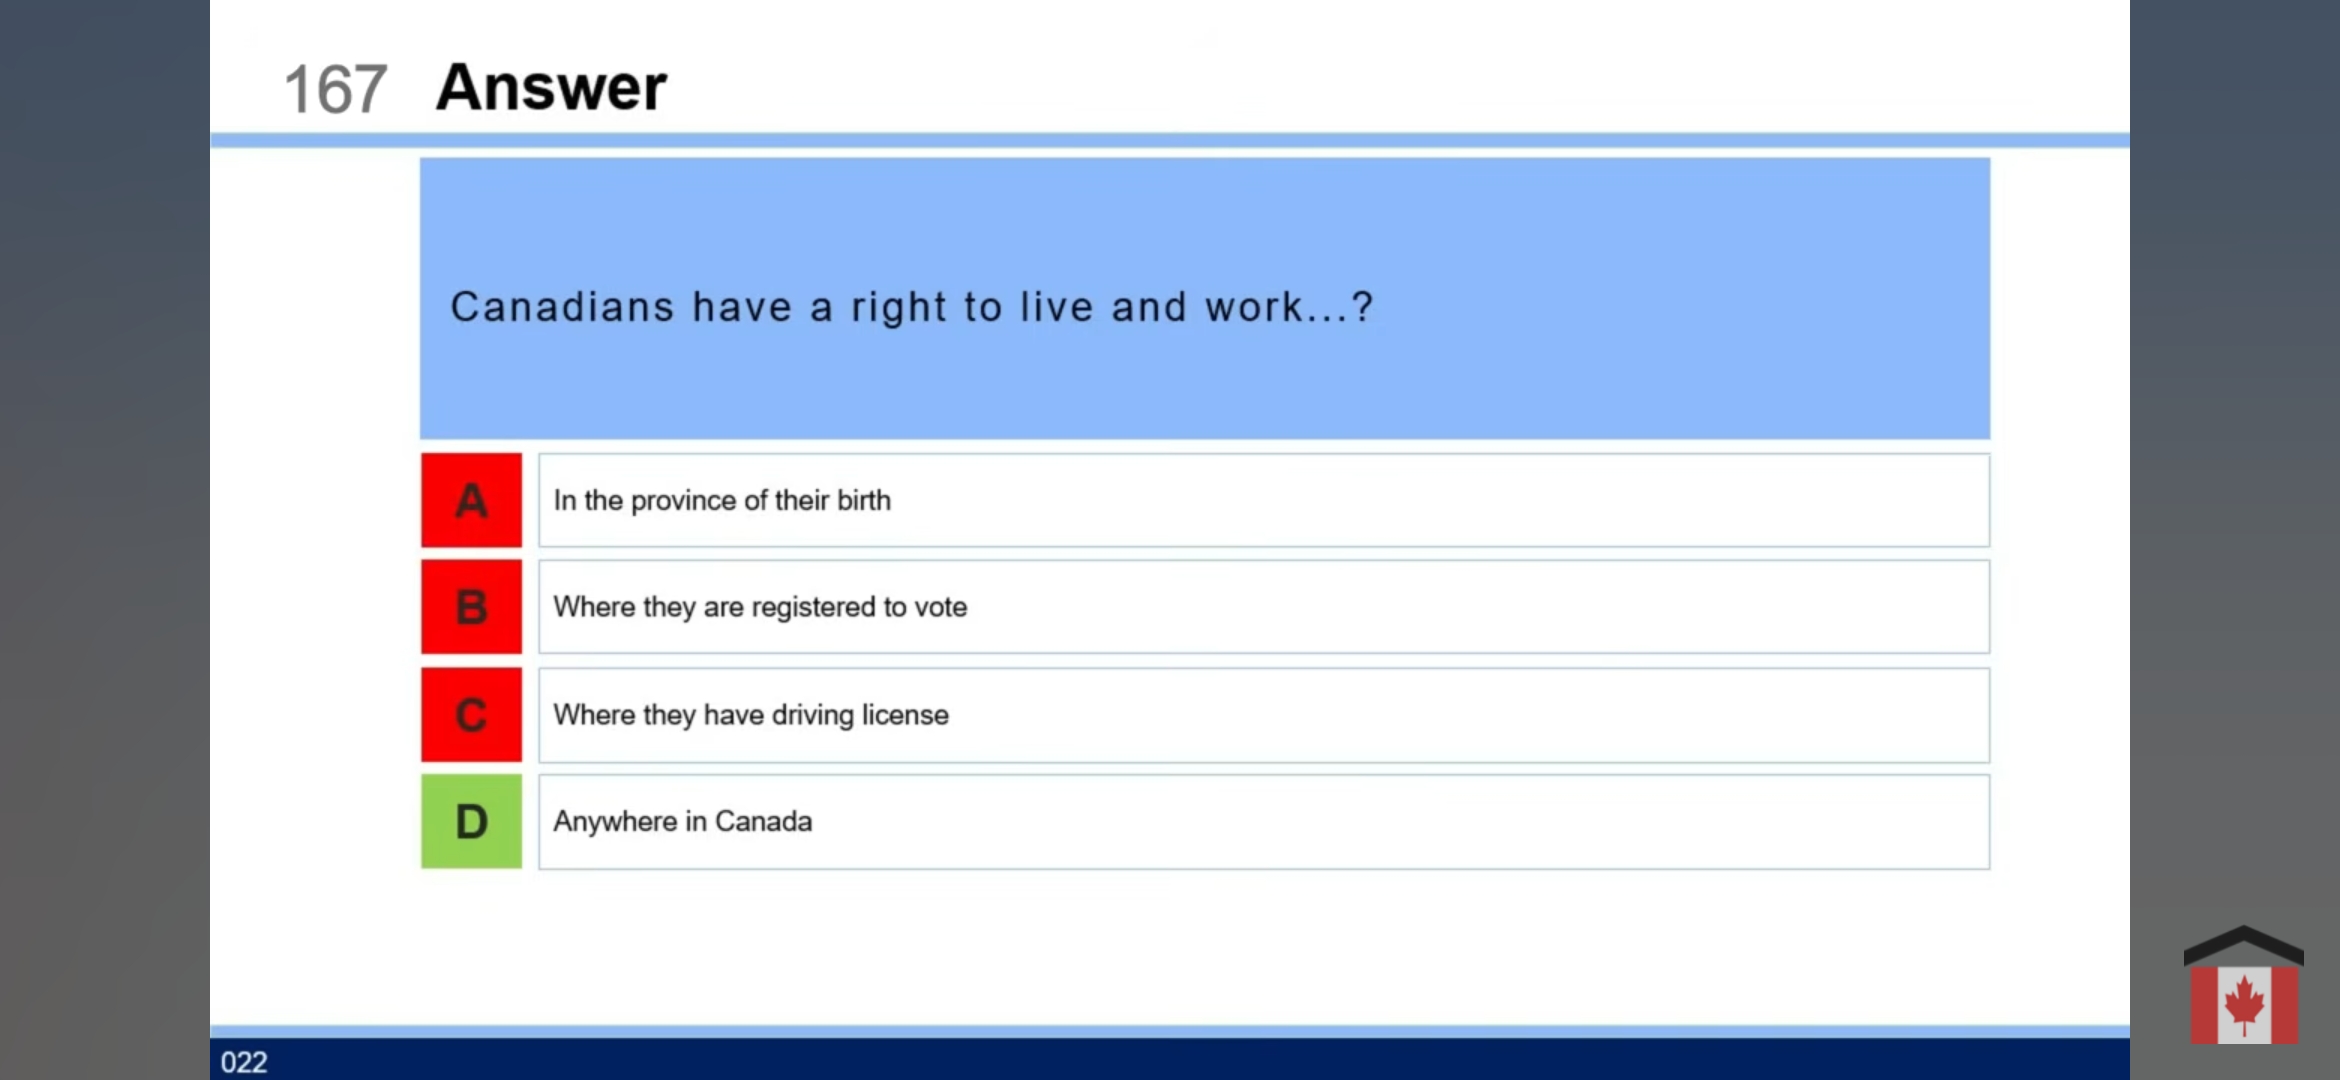 167 Answer
Canadians have a right to live and work...?
A In the province of their birth
B Where they are registered to vote
C Where they have driving license
D Anywhere in Canada
022